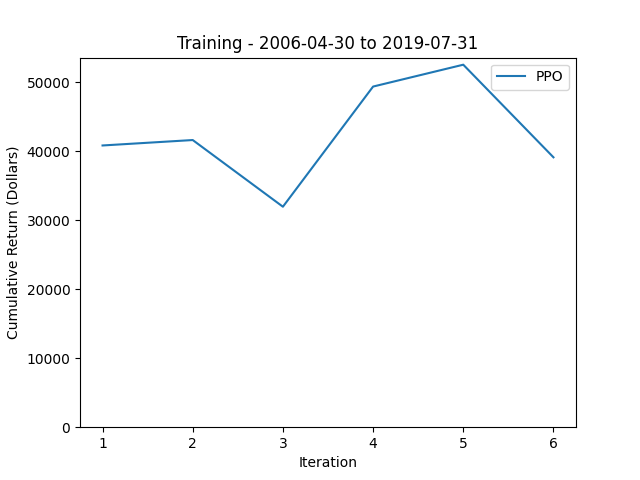 Training - 2006-04-30 to 2019-07-31
PPO
Cumulative Return (Dollars)
50000
40000
30000
20000
10000
0
1 2 3 4 5 6
Iteration